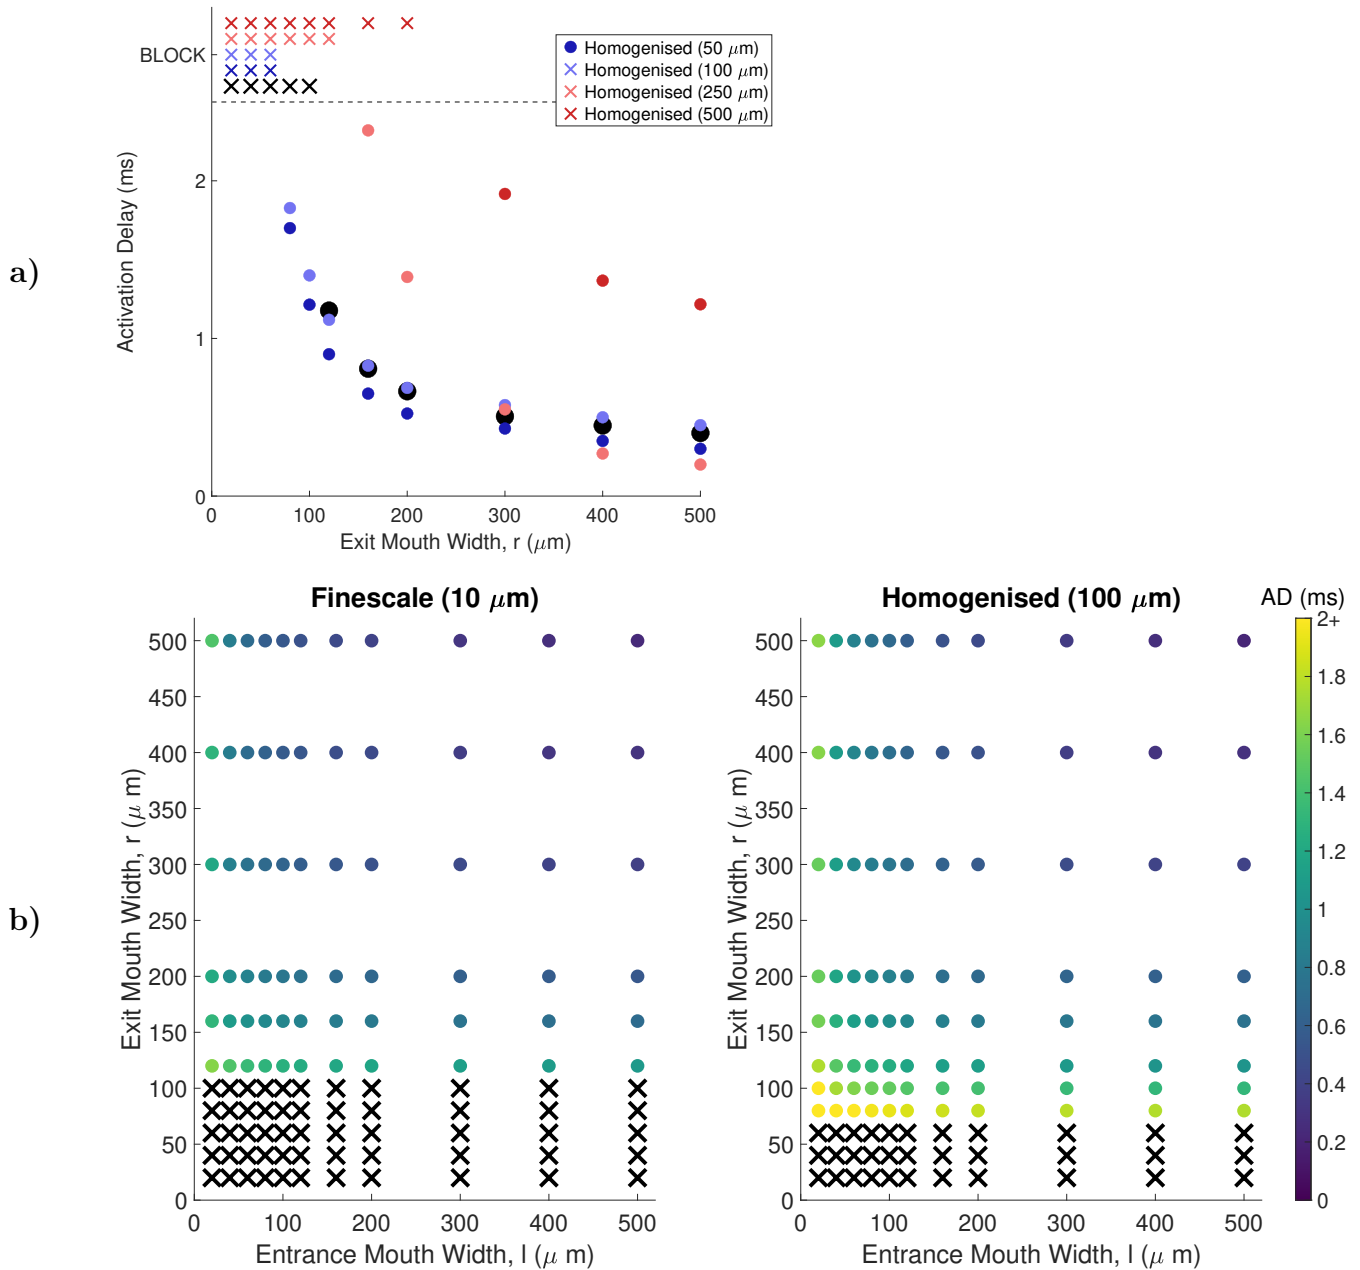 BLOCK
Homogenised (50 μm)
Homogenised (100 μm)
Homogenised (250 μm)
Homogenised (500 μm)
a)
Activation Delay (ms)
2
1
0
0 100 200 300 400 500
Exit Mouth Width, r (μm)
b)
Finescale (10 μm)
Exit Mouth Width, r (μ m)
500
450
400
350
300
250
200
150
100
50
0
0 100 200 300 400 500
Entrance Mouth Width, l (μ m)
Homogenised (100 μm)
Exit Mouth Width, r (μ m)
500
450
400
350
300
250
200
150
100
50
0
0 100 200 300 400 500
Entrance Mouth Width, l (μ m)
AD (ms)
2+
1.8
1.6
1.4
1.2
1
0.8
0.6
0.4
0.2
0